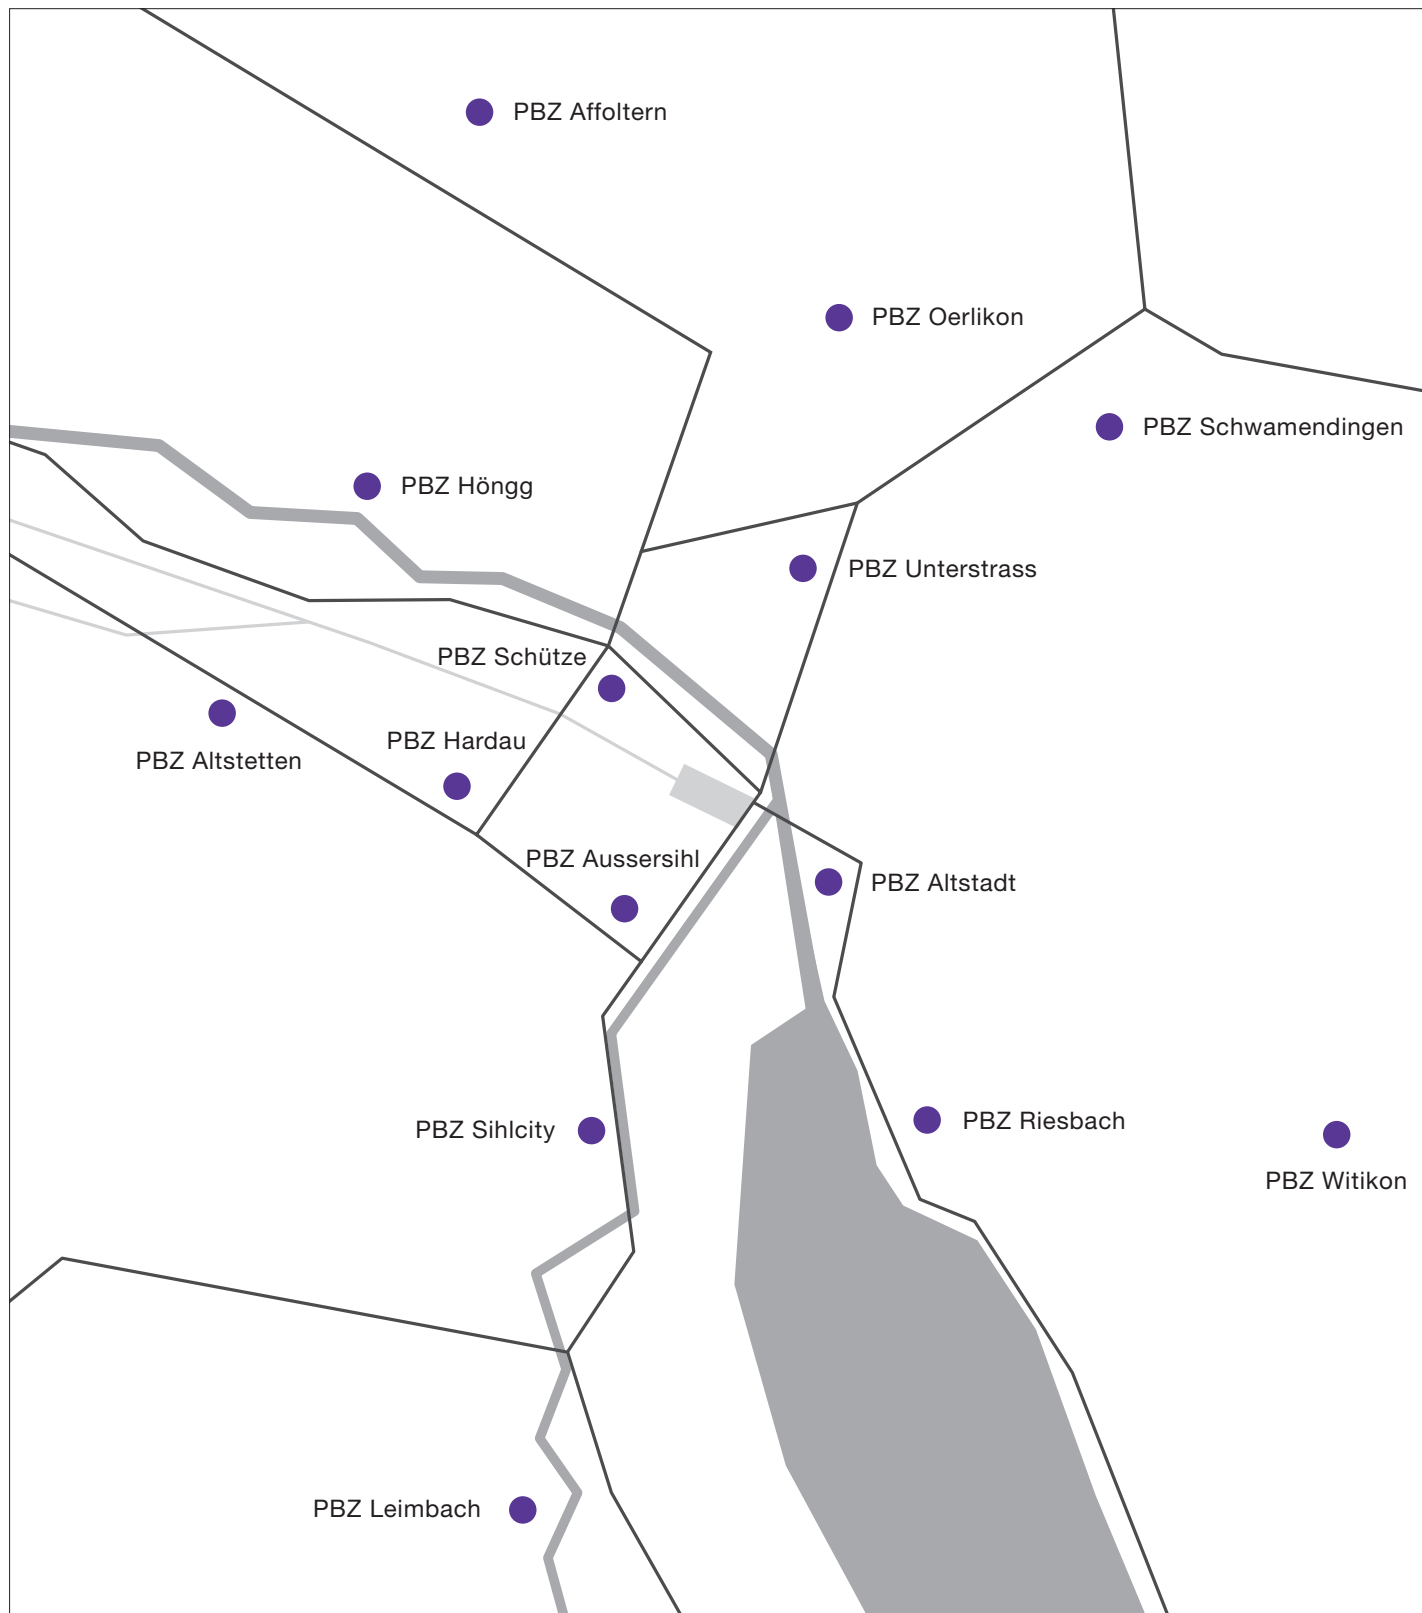 PBZ Affoltern
PBZ Oerlikon
PBZ Schwamendingen
PBZ Höngg
PBZ Unterstrass
PBZ Schütze
PBZ Hardau
PBZ Altstetten
PBZ Aussersihl
PBZ Altstadt
PBZ Riesbach
PBZ Sihlcity
PBZ Witikon
PBZ Leimbach